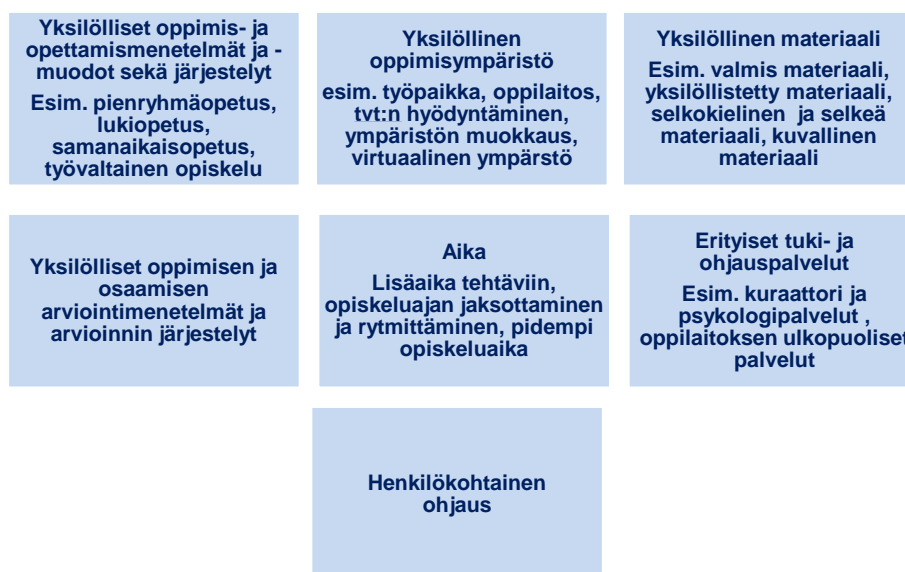 Yksilölliset oppimis- ja
opettamismenetelmät ja -
muodot sekä järjestelyt
Esim. pienryhmäopetus,
lukiopetus,
samanaikaisopetus,
työvaltainen opiskelu
Yksilöllinen
oppimisympäristö
esim. työpaikka, oppilaitos,
tvt:n hyödyntäminen,
ympäristön muokkaus,
virtuaalinen ympärstö
Yksilöllinen materiaali
Esim. valmis materiaali,
yksilöllistetty materiaali,
selkokielinen ja selkeä
materiaali, kuvallinen
materiaali
Yksilölliset oppimisen ja
osaamisen
arviointimenetelmät ja
arvioinnin järjestelyt
Aika
Lisäaika tehtäviin,
opiskeluajan jaksottaminen
ja rytmittäminen, pidempi
opiskeluaika
Erityiset tuki- ja
ohjauspalvelut
Esim. kuraattori ja
psykologipalvelut ,
oppilaitoksen ulkopuoliset
palvelut
Henkilökohtainen
ohjaus